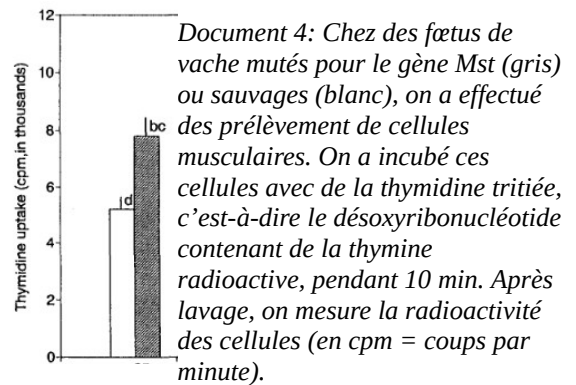 12
10
8
6
4
2
0
Thymidine uptake (cpm,in thousands)
d
bc
Document 4: Chez des fœtus de
vache mutés pour le gène Mst (gris)
ou sauvages (blanc), on a effectué
des prélèvement de cellules
musculaires. On a incubé ces
cellules avec de la thymidine tritiée,
c’est-à-dire le désoxyribonucléotide
contenant de la thymine
radioactive, pendant 10 min. Après
lavage, on mesure la radioactivité
des cellules (en cpm = coups par
minute).